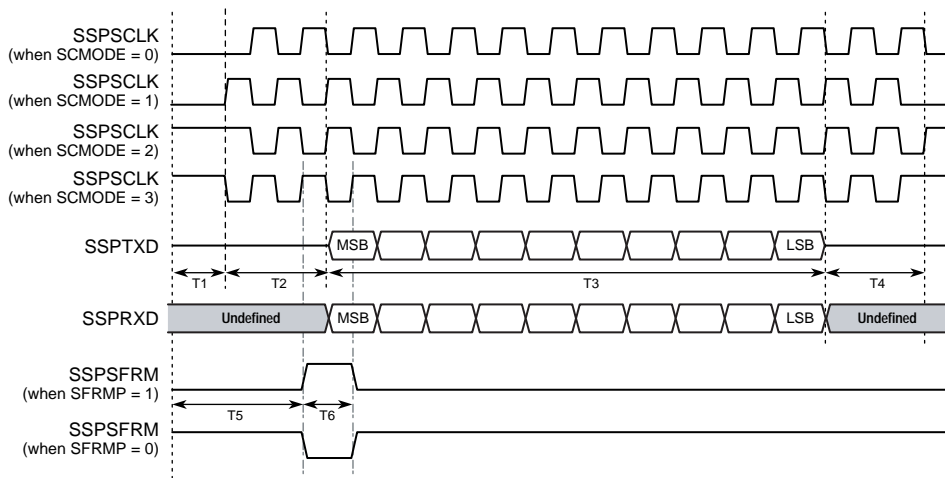 SSPSCLK
(when SCMODE = 0)
SSPSCLK
(when SCMODE = 1)
SSPSCLK
(when SCMODE = 2)
SSPSCLK
(when SCMODE = 3)
SSPTXD
MSB
LSB
T1
T2
T3
T4
SSPRXD
Undefined
MSB
LSB
Undefined
SSPSFRM
(when SFRMP = 1)
T5
T6
SSPSFRM
(when SFRMP = 0)